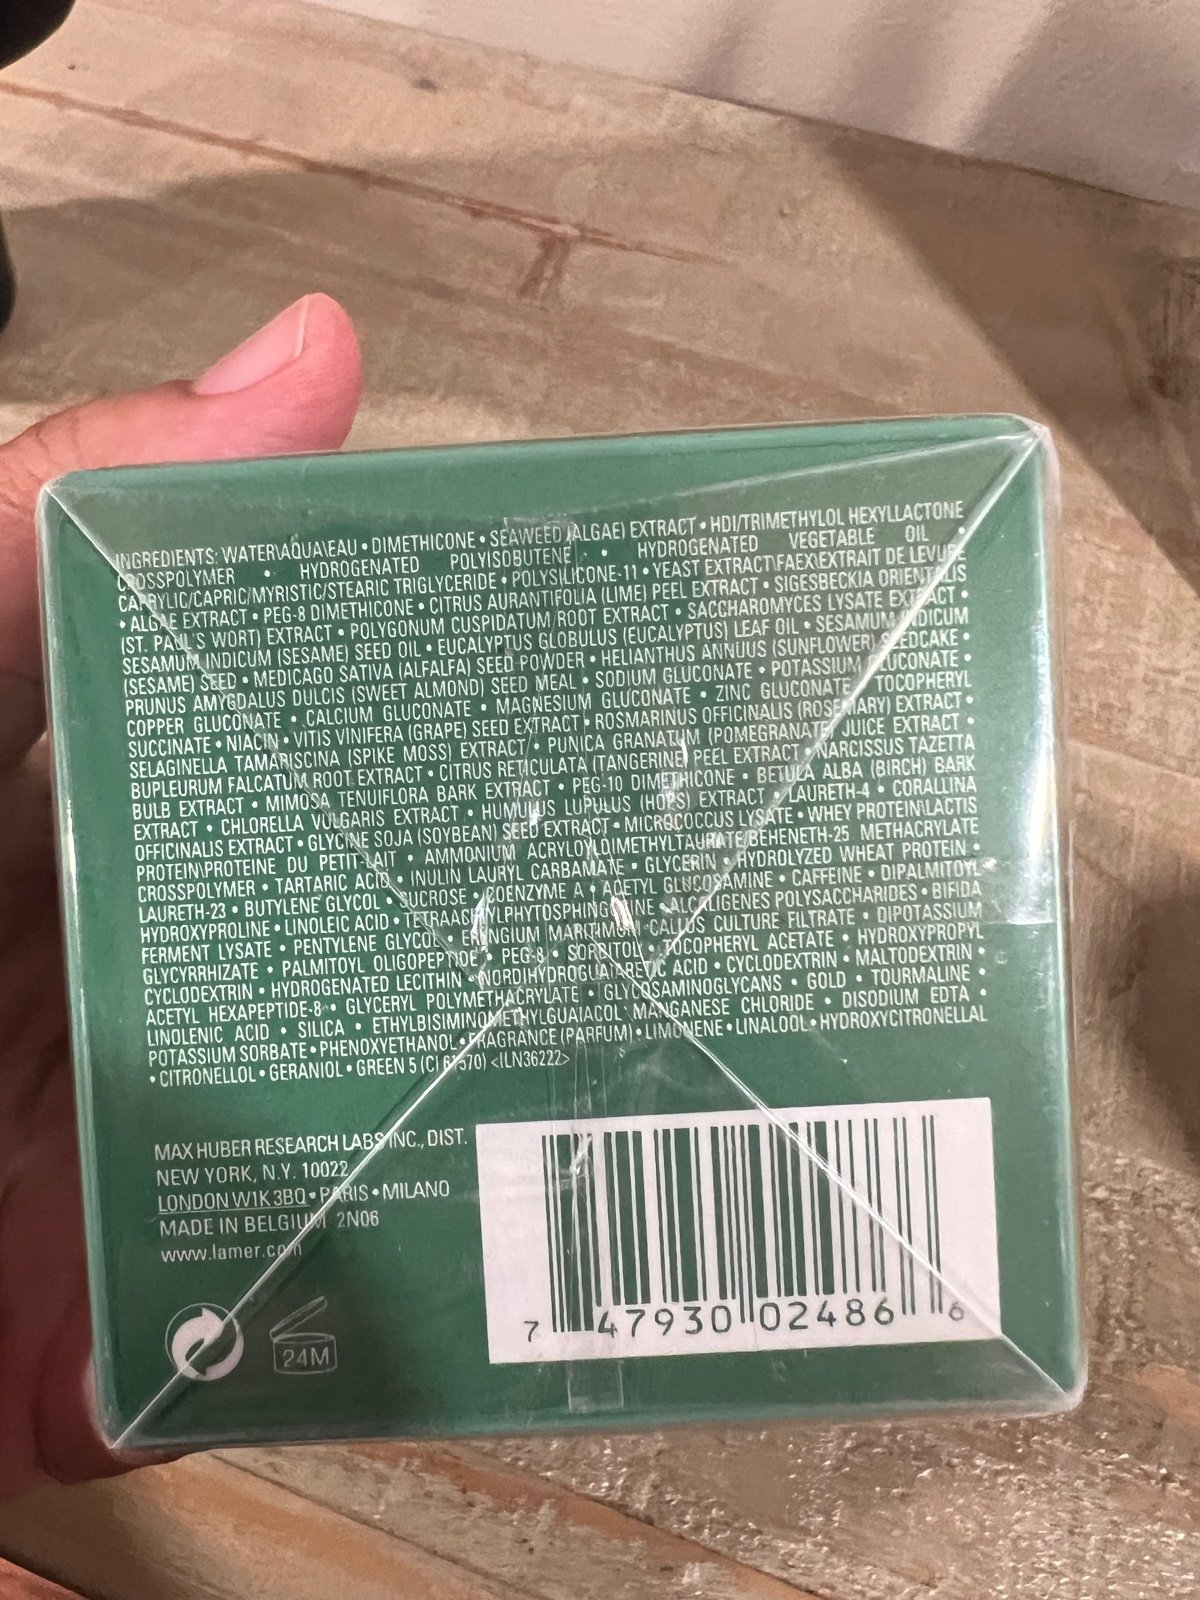 INGREDIENTS: WATER\AQUA\EAU • DIMETHICONE • SEAWEED (ALGAE) EXTRACT • HDI/TRIMETHYLOL HEXYLLACTONE
CROSSPOLYMER • HYDROGENATED POLYISOBUTENE • HYDROGENATED VEGETABLE OIL •
CAPRYLIC/CAPRIC/MYRISTIC/STEARIC TRIGLYCERIDE • POLYSILICONE-11 • YEAST EXTRACT\FAEX\EXTRAIT DE LEVURE
• ALGAE EXTRACT • PEG-8 DIMETHICONE • CITRUS AURANTIFOLIA (LIME) PEEL EXTRACT • SIGESBECKIA ORIENTALIS
(ST. PAUL'S WORT) EXTRACT • POLYGONUM CUSPIDATUM ROOT EXTRACT • SACCHAROMYCES LYSATE EXTRACT •
SESAMUM INDICUM (SESAME) SEED OIL • EUCALYPTUS GLOBULUS (EUCALYPTUS) LEAF OIL • SESAMUM INDICUM
(SESAME) SEED • MEDICAGO SATIVA (ALFALFA) SEED POWDER • HELIANTHUS ANNUUS (SUNFLOWER) SEEDCAKE •
PRUNUS AMYGDALUS DULCIS (SWEET ALMOND) SEED MEAL • SODIUM GLUCONATE • POTASSIUM GLUCONATE •
COPPER GLUCONATE • CALCIUM GLUCONATE • MAGNESIUM GLUCONATE • ZINC GLUCONATE • TOCOPHERYL
SUCCINATE • NIACIN • VITIS VINIFERA (GRAPE) SEED EXTRACT • ROSMARINUS OFFICINALIS (ROSEMARY) EXTRACT •
SELAGINELLA TAMARISCINA (SPIKE MOSS) EXTRACT • PUNICA GRANATUM (POMEGRANATE) JUICE EXTRACT •
BUPLEURUM FALCATUM ROOT EXTRACT • CITRUS RETICULATA (TANGERINE) PEEL EXTRACT • NARCISSUS TAZETTA
BULB EXTRACT • MIMOSA TENUIFLORA BARK EXTRACT • PEG-10 DIMETHICONE • BETULA ALBA (BIRCH) BARK
EXTRACT • CHLORELLA VULGARIS EXTRACT • HUMULUS LUPULUS (HOPS) EXTRACT • LAURETH-4 • CORALLINA
OFFICINALIS EXTRACT • GLYCINE SOJA (SOYBEAN) SEED EXTRACT • MICROCOCCUS LYSATE • WHEY PROTEIN\LACTIS
PROTEIN\PROTEINE DU PETIT-LAIT • AMMONIUM ACRYLOYLDIMETHYLTAURATE/BEHENETH-25 METHACRYLATE
CROSSPOLYMER • TARTARIC ACID • INULIN LAURYL CARBAMATE • GLYCERIN • HYDROLYZED WHEAT PROTEIN •
LAURETH-23 • BUTYLENE GLYCOL • SUCROSE • COENZYME A • ACETYL GLUCOSAMINE • CAFFEINE • DIPALMITOYL
HYDROXYPROLINE • LINOLEIC ACID • TETRAACETYLPHYTOSPHINGOSINE • ALCALIGENES POLYSACCHARIDES • BIFIDA
FERMENT LYSATE • PENTYLENE GLYCOL • ERYNGIUM MARITIMUM CALLUS CULTURE FILTRATE • DIPOTASSIUM
GLYCYRRHIZATE • PALMITOYL OLIGOPEPTIDE • PEG-8 • SORBITOL • TOCOPHERYL ACETATE • HYDROXYPROPYL
CYCLODEXTRIN • HYDROGENATED LECITHIN • NORDIHYDROGUAIARETIC ACID • CYCLODEXTRIN • MALTODEXTRIN •
ACETYL HEXAPEPTIDE-8 • GLYCERYL POLYMETHACRYLATE • GLYCOSAMINOGLYCANS • GOLD • TOURMALINE •
LINOLENIC ACID • SILICA • ETHYLBISIMINOMETHYLGUAIACOL MANGANESE CHLORIDE • DISODIUM EDTA •
POTASSIUM SORBATE • PHENOXYETHANOL • FRAGRANCE (PARFUM) • LIMONENE • LINALOOL • HYDROXYCITRONELLAL
• CITRONELLOL • GERANIOL • GREEN 5 (CI 61570) <ILN36222>
MAX HUBER RESEARCH LABS INC., DIST.
NEW YORK, N.Y. 10022
LONDON W1K 3BQ • PARIS • MILANO
MADE IN BELGIUM 2N06
www.lamer.com
24M
7 47930 02486 6